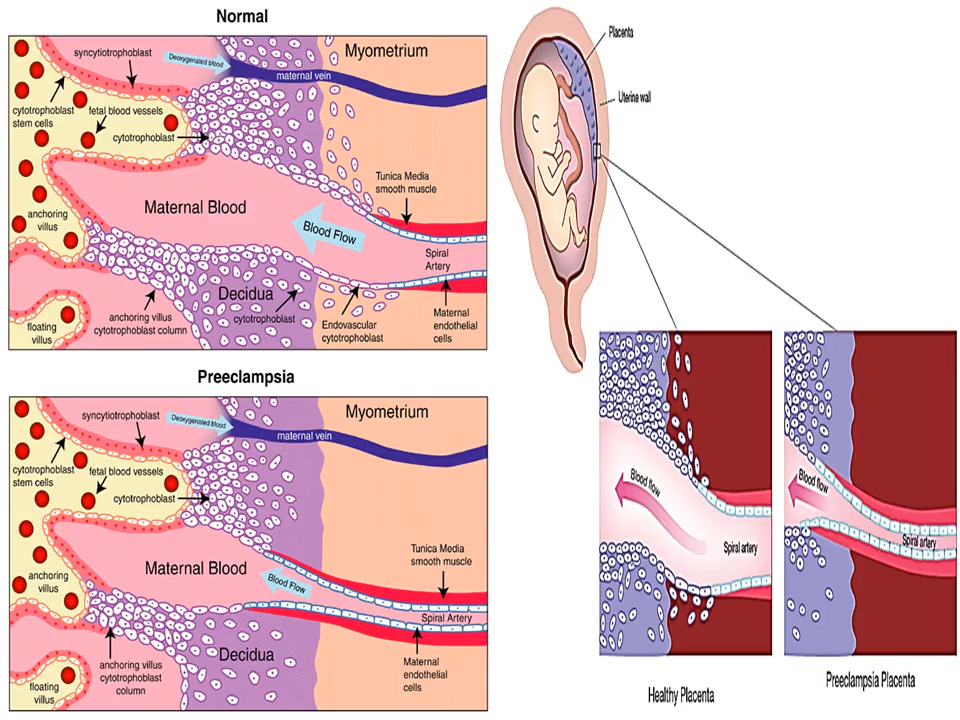 Normal
syncytiotrophoblast
Deoxygenated blood
Myometrium
maternal vein
cytotrophoblast
stem cells
fetal blood vessels
cytotrophoblast
Tunica Media
smooth muscle
Maternal Blood
anchoring
villus
Blood Flow
Spiral
Artery
Decidua
cytotrophoblast
anchoring villus
cytotrophoblast column
Endovascular
cytotrophoblast
Maternal
endothelial
cells
floating
villus
Preeclampsia
syncytiotrophoblast
Deoxygenated blood
Myometrium
maternal vein
cytotrophoblast
stem cells
fetal blood vessels
cytotrophoblast
Tunica Media
smooth muscle
Maternal Blood
anchoring
villus
Blood Flow
Spiral Artery
Decidua
anchoring villus
cytotrophoblast
column
Maternal
endothelial
cells
floating
villus
Placenta
Uterine wall
Blood flow
Spiral artery
Healthy Placenta
Blood flow
Spiral artery
Preeclampsia Placenta